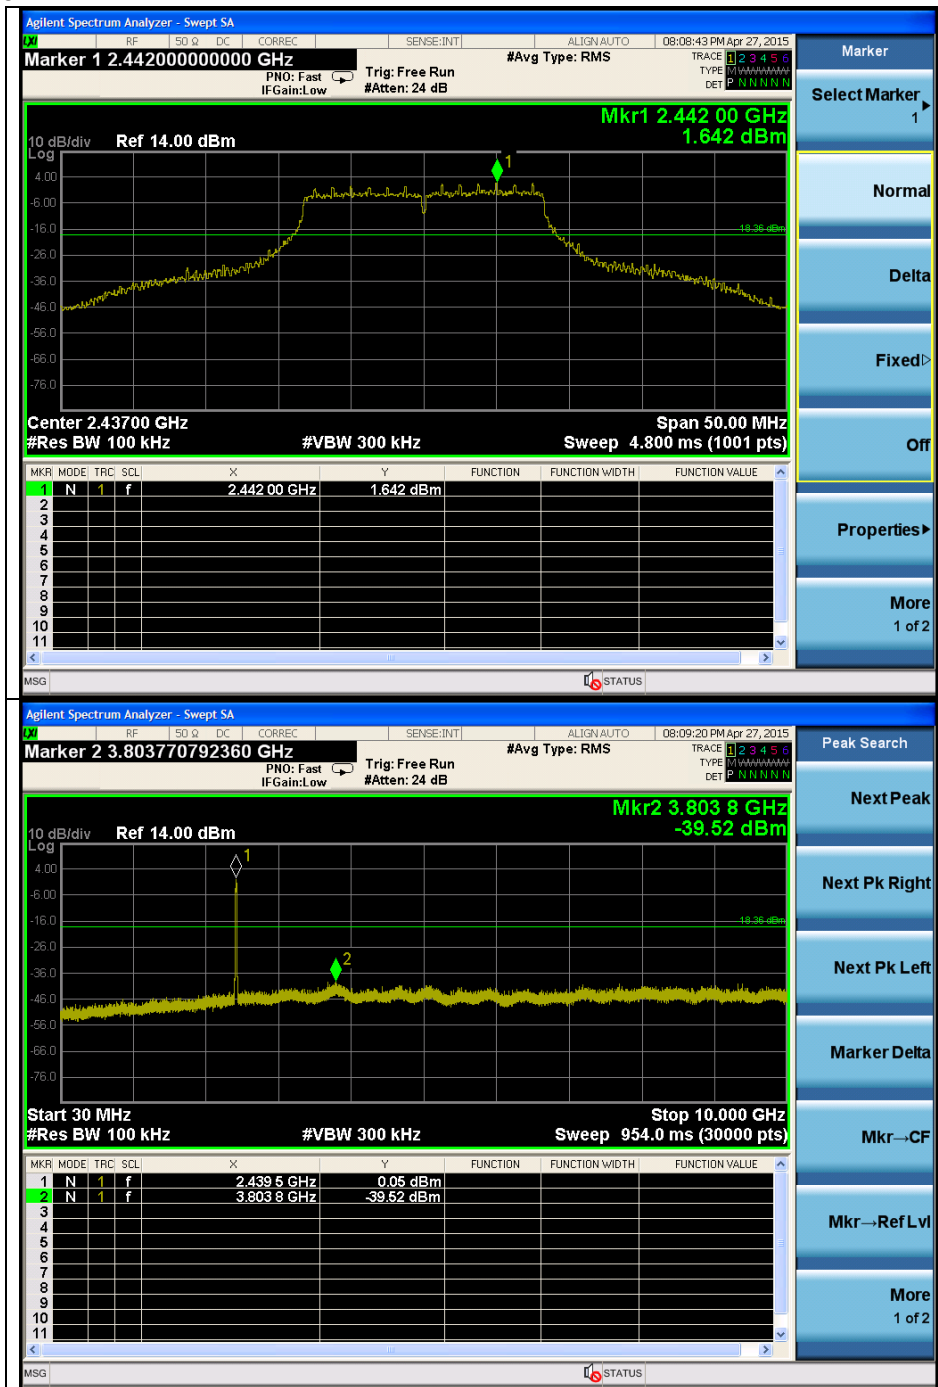 Agilent Spectrum Analyzer - Swept SA
LXI RF 50 Ω DC CORREC SENSE:INT ALIGNAUTO 08:08:43 PM Apr 27, 2015
Marker 1 2.442000000000 GHz
PNO: Fast
IFGain:Low
Trig: Free Run
#Atten: 24 dB
#Avg Type: RMS
TRACE 1 2 3 4 5 6
TYPE M WWWWW
DET P N N N N N
Mkr1 2.442 00 GHz
1.642 dBm
10 dB/div Ref 14.00 dBm
Log
4.00
-6.00
-16.0
-26.0
-36.0
-46.0
-56.0
-66.0
-76.0
1
-18.36 dBm
Center 2.43700 GHz Span 50.00 MHz
#Res BW 100 kHz #VBW 300 kHz Sweep 4.800 ms (1001 pts)
MKR MODE TRC SCL X Y FUNCTION FUNCTION WIDTH FUNCTION VALUE
1 N 1 f 2.442 00 GHz 1.642 dBm
2
3
4
5
6
7
8
9
10
11
MSG STATUS
Marker
Select Marker
1
Normal
Delta
Fixed
Off
Properties
More
1 of 2
Agilent Spectrum Analyzer - Swept SA
LXI RF 50 Ω DC CORREC SENSE:INT ALIGNAUTO 08:09:20 PM Apr 27, 2015
Marker 2 3.803770792360 GHz
PNO: Fast
IFGain:Low
Trig: Free Run
#Atten: 24 dB
#Avg Type: RMS
TRACE 1 2 3 4 5 6
TYPE M WWWWW
DET P N N N N N
Mkr2 3.803 8 GHz
-39.52 dBm
10 dB/div Ref 14.00 dBm
Log
4.00
-6.00
-16.0
-26.0
-36.0
-46.0
-56.0
-66.0
-76.0
1
2
-18.36 dBm
Start 30 MHz Stop 10.000 GHz
#Res BW 100 kHz #VBW 300 kHz Sweep 954.0 ms (30000 pts)
MKR MODE TRC SCL X Y FUNCTION FUNCTION WIDTH FUNCTION VALUE
1 N 1 f 2.439 5 GHz 0.05 dBm
2 N 1 f 3.803 8 GHz -39.52 dBm
3
4
5
6
7
8
9
10
11
MSG STATUS
Peak Search
Next Peak
Next Pk Right
Next Pk Left
Marker Delta
Mkr→CF
Mkr→Ref Lvl
More
1 of 2